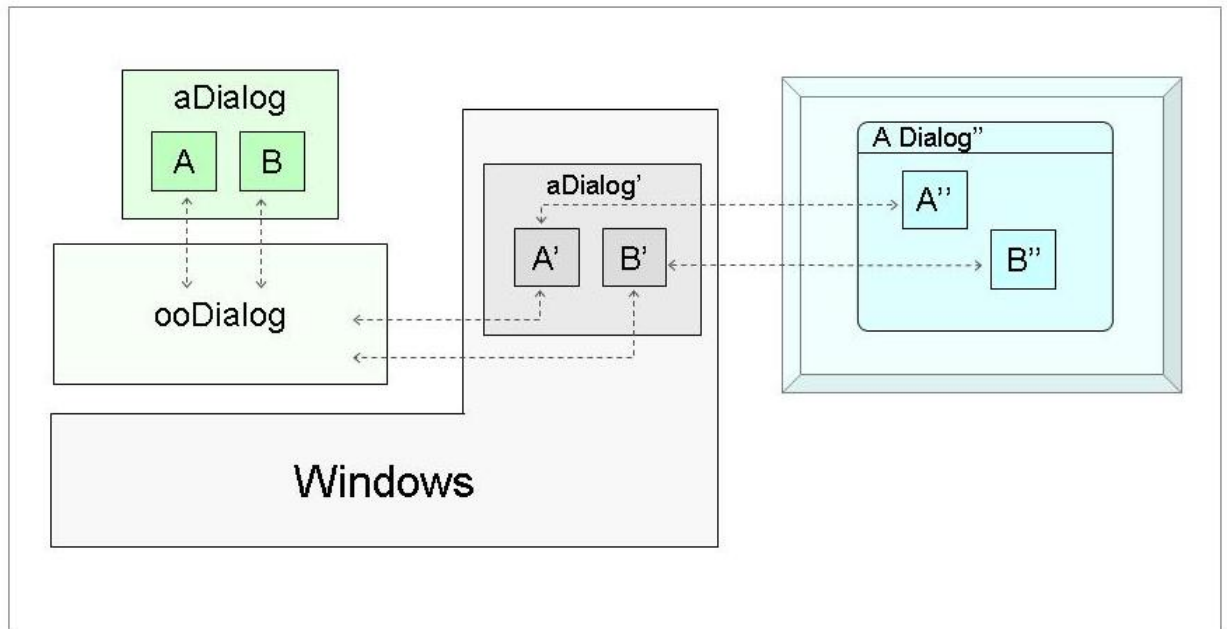 aDialog
A B
ooDialog
Windows
aDialog’
A’ B’
A Dialog”
A’’
B”